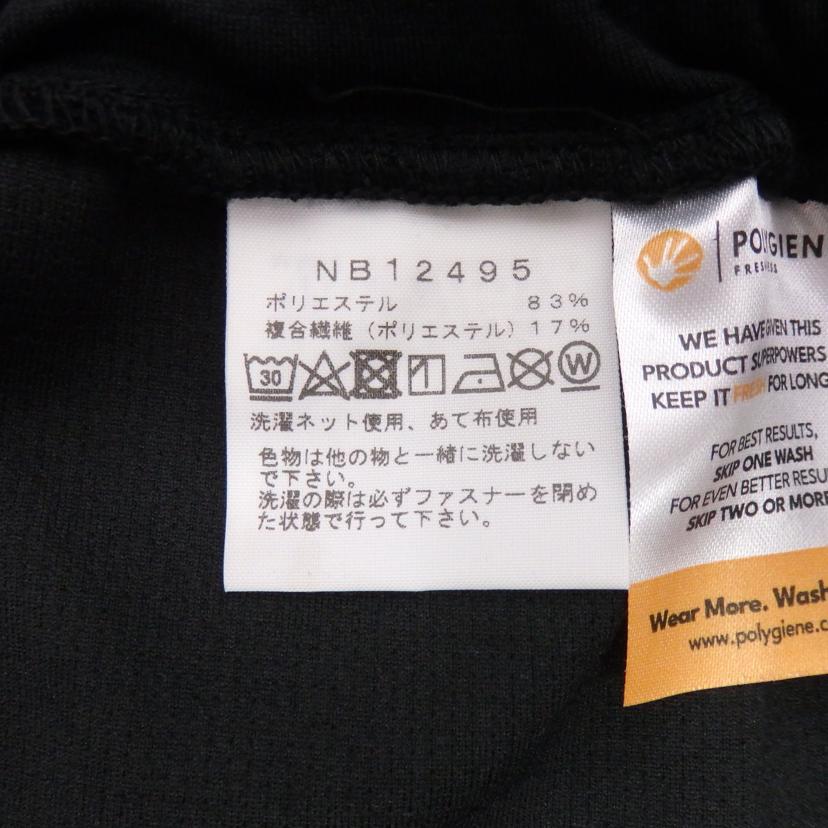 NB12495
ポリエステル 83%
複合繊維（ポリエステル）17%
30
W
洗濯ネット使用、あて布使用
色物は他の物と一緒に洗濯しない
で下さい。
洗濯の際は必ずファスナーを閉め
た状態で行って下さい。
POLYGIEN
FRESHNESS
WE HAVE GIVEN THIS
PRODUCT SUPERPOWERS
KEEP IT FRESH FOR LONG
FOR BEST RESULTS,
SKIP ONE WASH
FOR EVEN BETTER RESU
SKIP TWO OR MORE
Wear More. Wash
www.polygiene.c